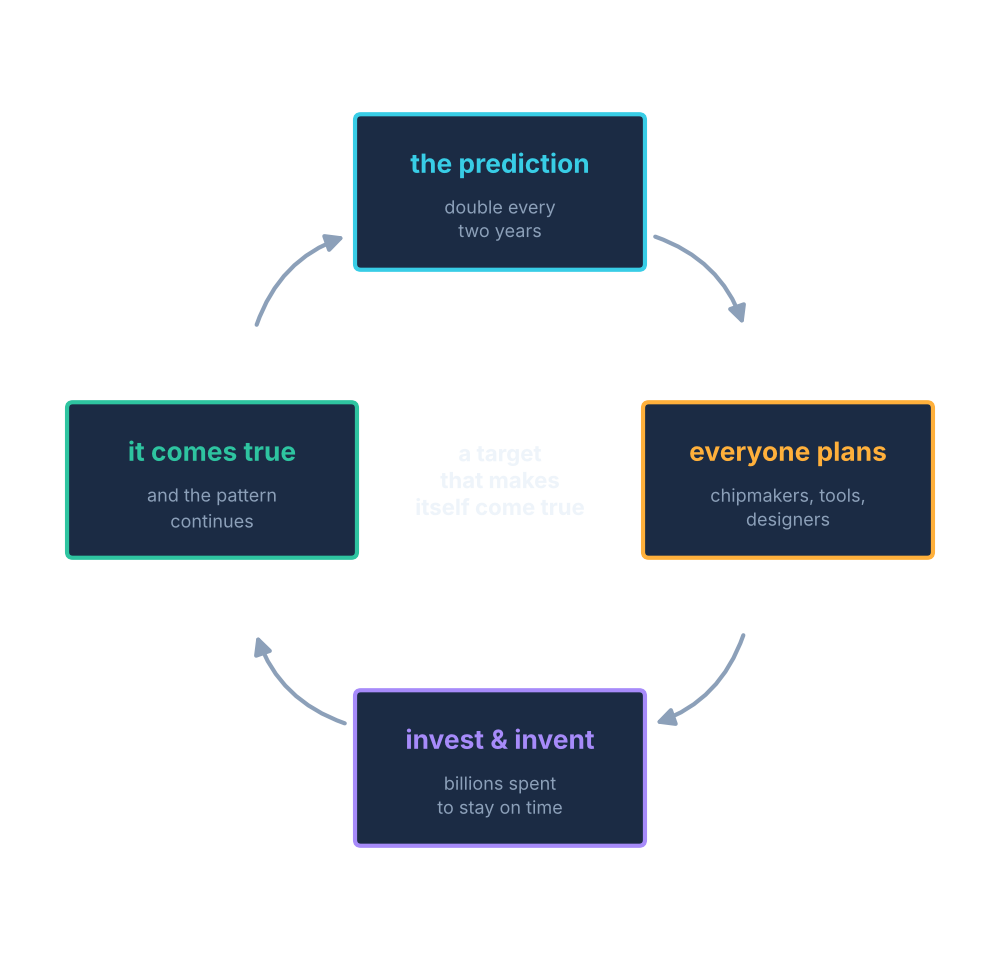 the prediction
double every
two years
it comes true
and the pattern
continues
a target
that makes
itself come true
everyone plans
chipmakers, tools,
designers
invest & invent
billions spent
to stay on time